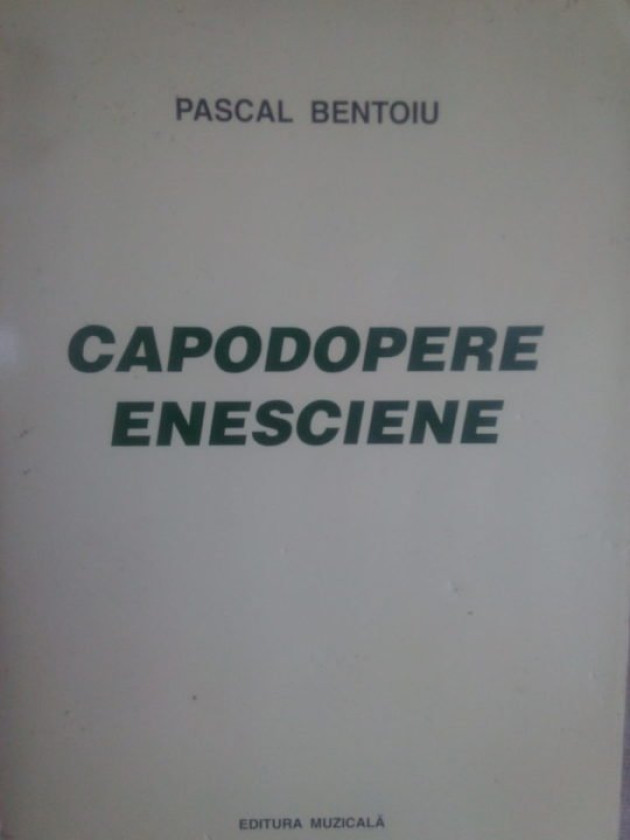 PASCAL BENTOIU
CAPODOPERE
ENESCIENE
EDITURA MUZICALĂ